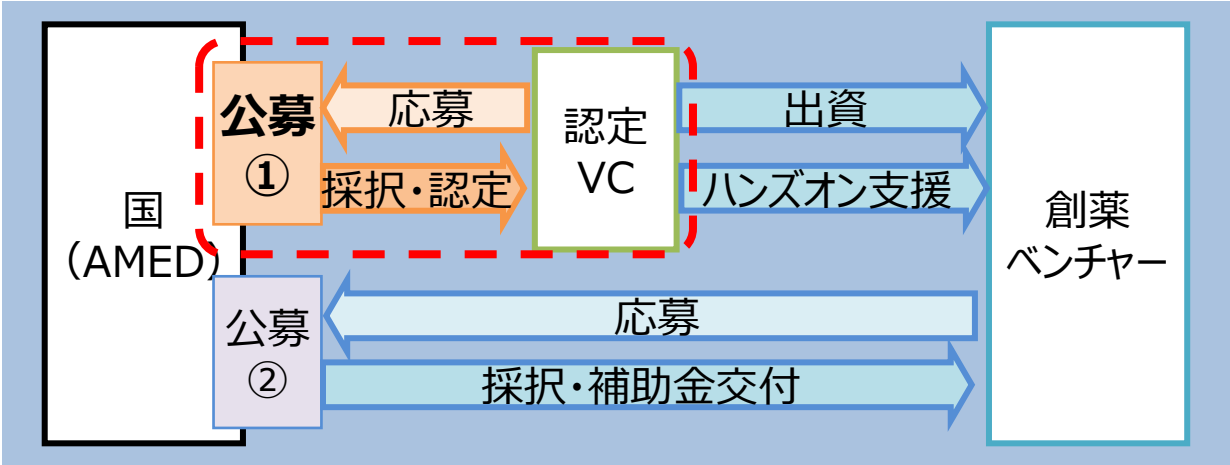 国
（AMED）
公募
①
応募
採択・認定
認定
VC
出資
ハンズオン支援
創薬
ベンチャー
公募
②
応募
採択・補助金交付